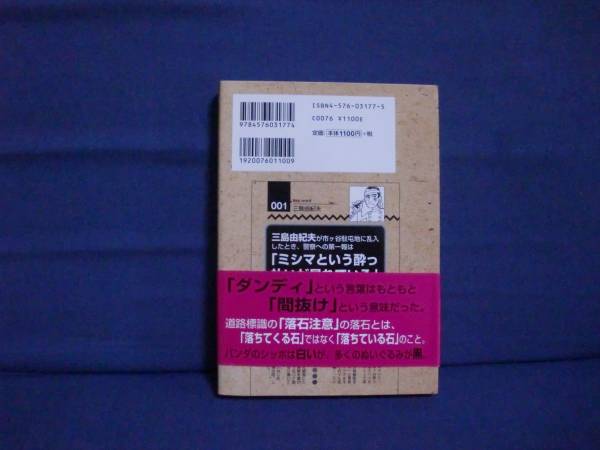 ISBN4-576-03177-5
C0076 ¥1100E
定価:本体1100円+税
9784576031774
1920076011009
001
三島由紀夫
三島由紀夫が市ヶ谷駐屯地に乱入
したとき、警察への第一報は
「ミシマという酔っ
「ダンディ」という言葉はもともと
「間抜け」という意味だった。
道路標識の「落石注意」の落石とは、
「落ちてくる石」ではなく「落ちている石」のこと。
パンダのシッポは白いが、多くのぬいぐるみが黒。